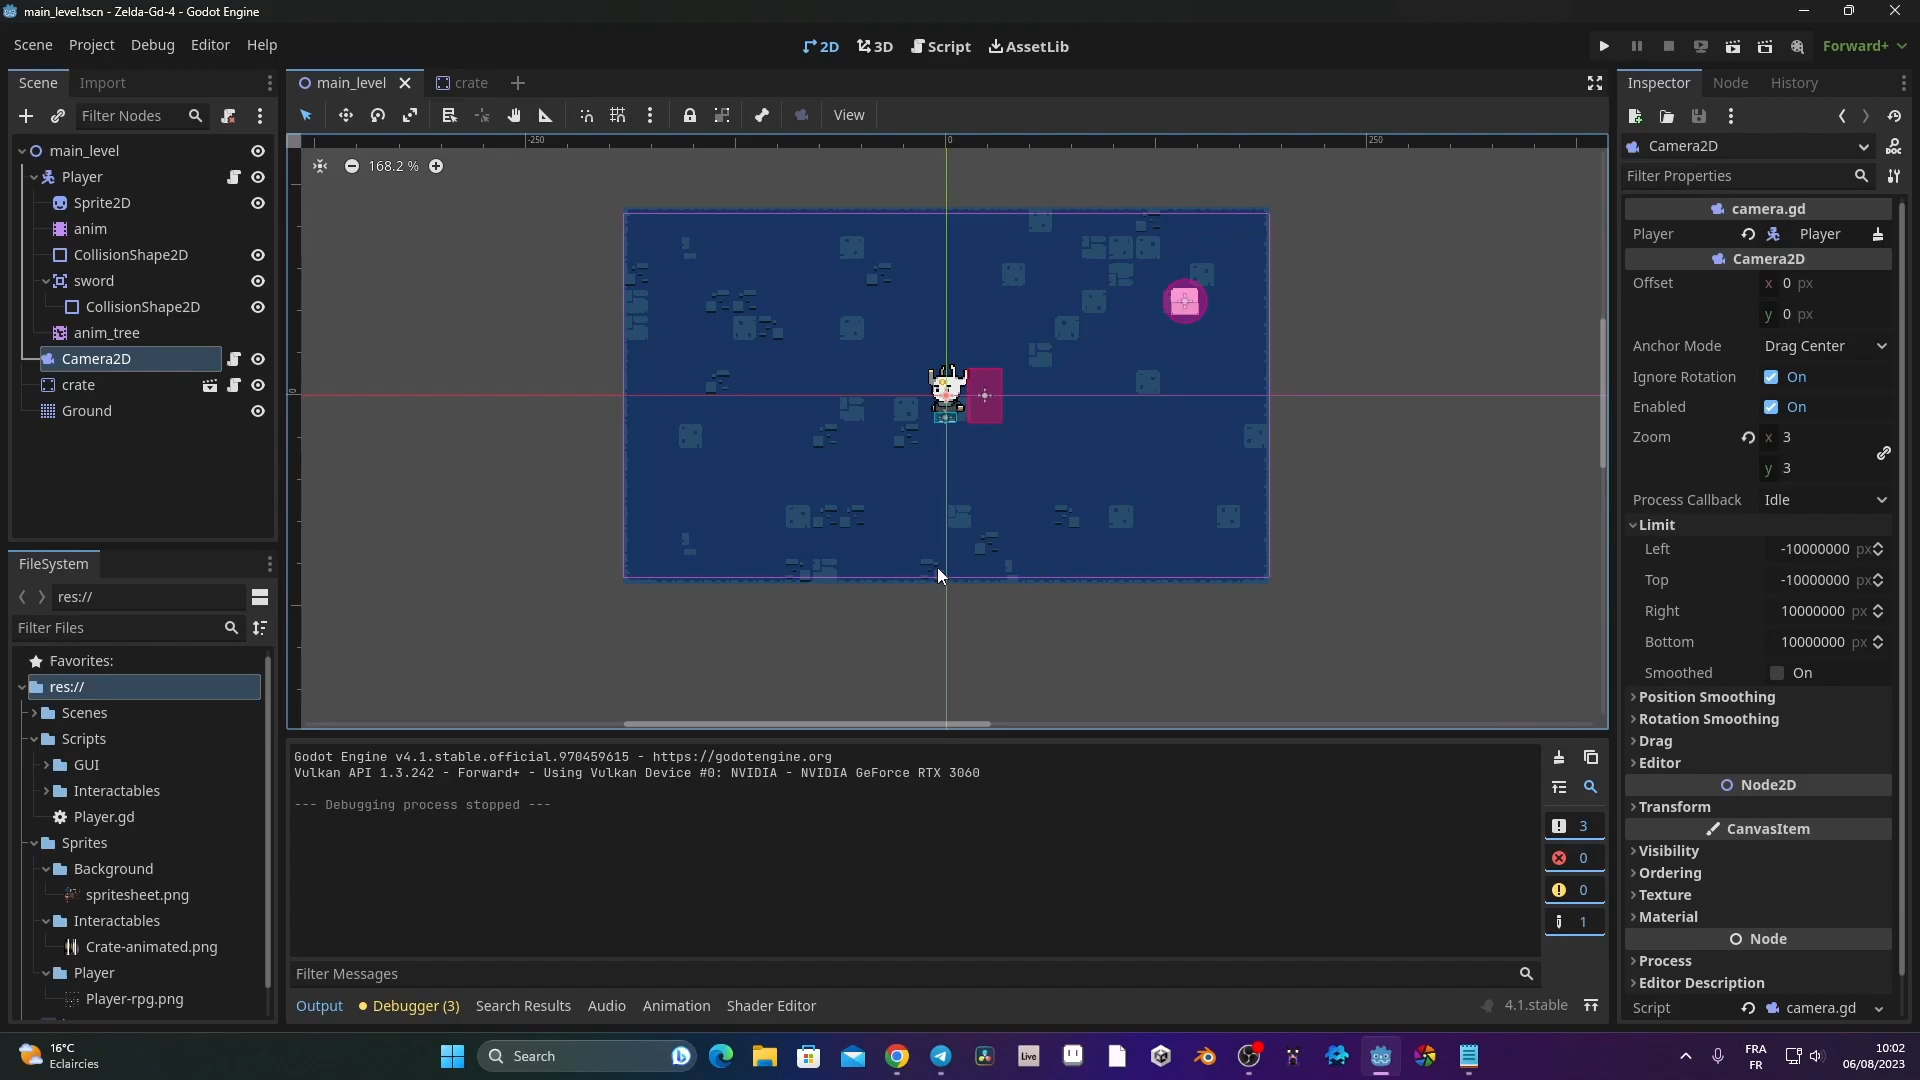 main_level.tscn - Zelda-Gd-4 - Godot Engine
Scene Project Debug Editor Help
2D 3D Script AssetLib
Forward+
Scene Import
main_level crate
Inspector Node History
Filter Nodes
View
main_level
Player
Sprite2D
anim
CollisionShape2D
sword
CollisionShape2D
anim_tree
Camera2D
crate
Ground
-250 0 250
168.2 %
0
FileSystem
res://
Filter Files
Favorites:
res://
Scenes
Scripts
GUI
Interactables
Player.gd
Sprites
Background
spritesheet.png
Interactables
Crate-animated.png
Player
Player-rpg.png
Godot Engine v4.1.stable.official.970459615 - https://godotengine.org
Vulkan API 1.3.242 - Forward+ - Using Vulkan Device #0: NVIDIA - NVIDIA GeForce RTX 3060
--- Debugging process stopped ---
3
0
0
1
Filter Messages
Output Debugger (3) Search Results Audio Animation Shader Editor
4.1.stable
Camera2D
Filter Properties
camera.gd
Player Player
Camera2D
Offset x 0 px
y 0 px
Anchor Mode Drag Center
Ignore Rotation On
Enabled On
Zoom x 3
y 3
Process Callback Idle
Limit
Left -10000000 px
Top -10000000 px
Right 10000000 px
Bottom 10000000 px
Smoothed On
Position Smoothing
Rotation Smoothing
Drag
Editor
Node2D
Transform
CanvasItem
Visibility
Ordering
Texture
Material
Node
Process
Editor Description
Script camera.gd
16°C
Eclaircies
Search
Live
FRA
FR
10:02
06/08/2023